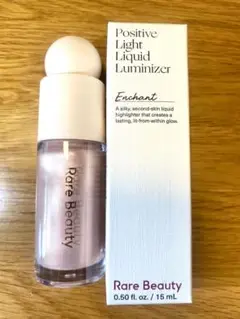 Positive
Light
Liquid
Luminizer
Enchant
A silky, second-skin liquid
highlighter that creates a
lasting, lit-from-within glow.
Rare Beauty
0.50 fl. oz. / 15 mL
Rare Beauty